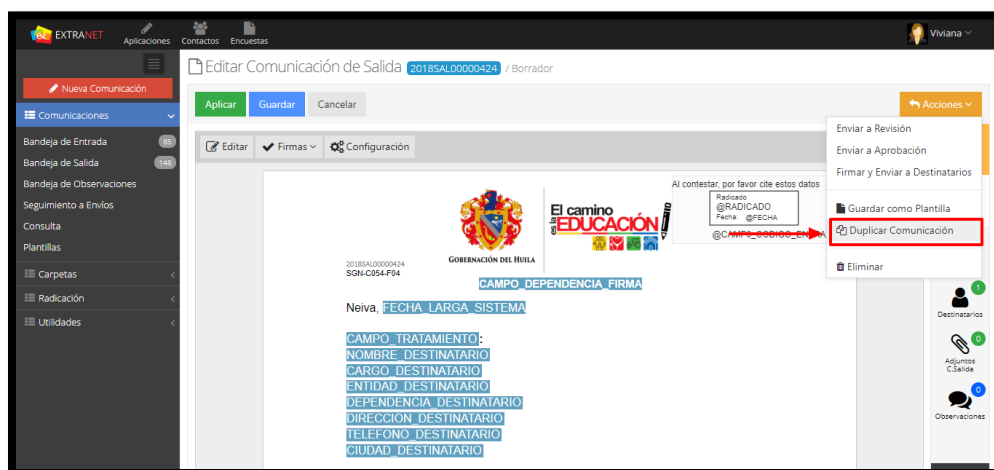 GE EXTRANET
Aplicaciones
Contactos
Encuestas
Viviana
Editar Comunicación de Salida 2018SAL00000424 / Borrador
Nueva Comunicación
Comunicaciones
Bandeja de Entrada 85
Bandeja de Salida 148
Bandeja de Observaciones
Seguimiento a Envíos
Consulta
Plantillas
Carpetas
Radicación
Utilidades
Aplicar
Guardar
Cancelar
Acciones
Enviar a Revisión
Enviar a Aprobación
Firmar y Enviar a Destinatarios
Guardar como Plantilla
Duplicar Comunicación
Eliminar
Editar
Firmas
Configuración
Al contestar, por favor cite estos datos
Radicado
@RADICADO
Fecha: @FECHA
GOBERNACIÓN DEL HUILA
El camino
es la EDUCACIÓN
2018SAL00000424
SGN-C054-F04
CAMPO_DEPENDENCIA_FIRMA
Neiva, FECHA_LARGA_SISTEMA
CAMPO_TRATAMIENTO:
NOMBRE_DESTINATARIO
CARGO_DESTINATARIO
ENTIDAD_DESTINATARIO
DEPENDENCIA_DESTINATARIO
DIRECCION_DESTINATARIO
TELEFONO_DESTINATARIO
CIUDAD_DESTINATARIO
1
Destinatarios
0
Adjuntos
C.Salida
0
Observaciones